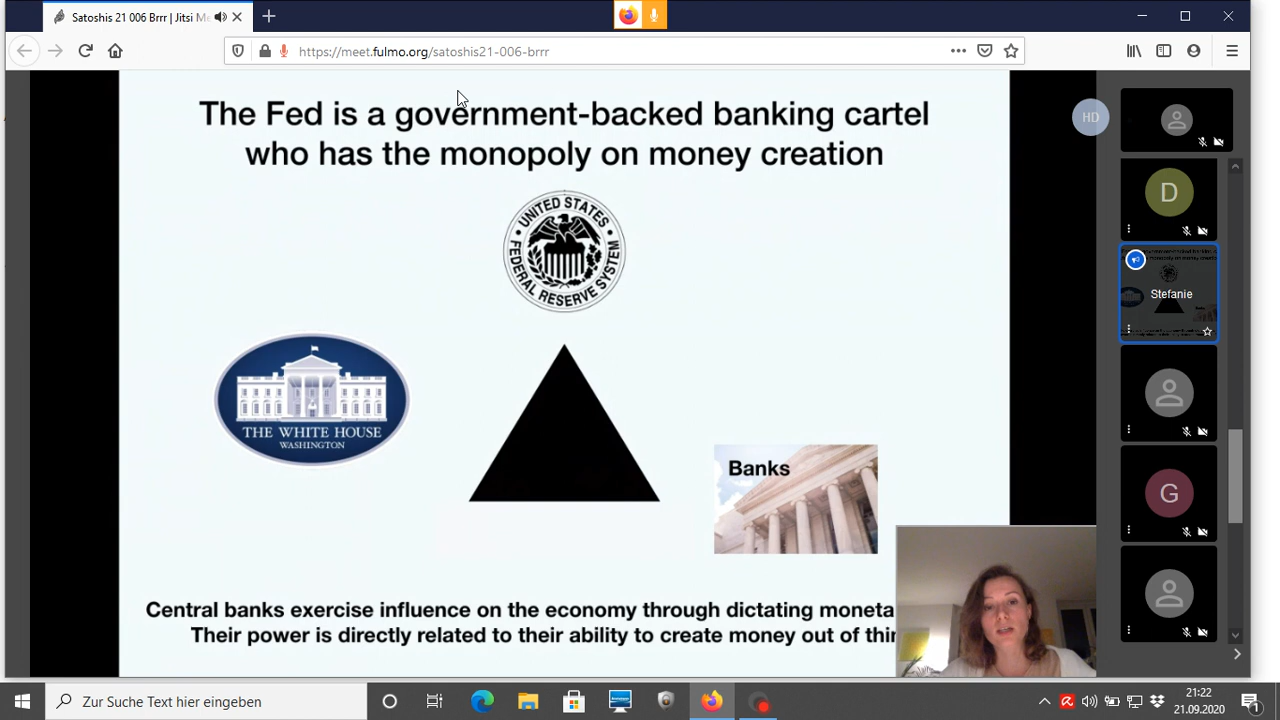 Satoshis 21 006 Brrr | Jitsi Me
https://meet.fulmo.org/satoshis21-006-brrr
The Fed is a government-backed banking cartel
who has the monopoly on money creation
HD
UNITED STATES
FEDERAL RESERVE SYSTEM
D
Stefanie
THE WHITE HOUSE
WASHINGTON
Banks
G
Central banks exercise influence on the economy through dictating moneta
Their power is directly related to their ability to create money out of thin
Zur Suche Text hier eingeben
21:22
21.09.2020
1